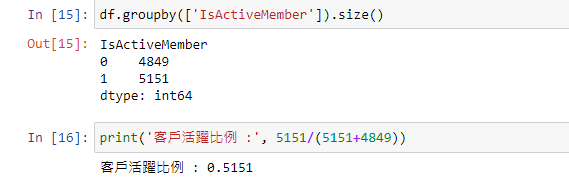 In [15]: df.groupby(['IsActiveMember']).size()
Out[15]: IsActiveMember
0 4849
1 5151
dtype: int64
In [16]: print('客戶活躍比例 :', 5151/(5151+4849))
客戶活躍比例 : 0.5151